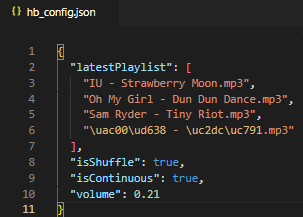 {} hb_config.json
1 {
2 "latestPlaylist": [
3 "IU - Strawberry Moon.mp3",
4 "Oh My Girl - Dun Dun Dance.mp3",
5 "Sam Ryder - Tiny Riot.mp3",
6 "\uac00\ud638 - \uc2dc\uc791.mp3"
7 ],
8 "isShuffle": true,
9 "isContinuous": true,
10 "volume": 0.21
11 }